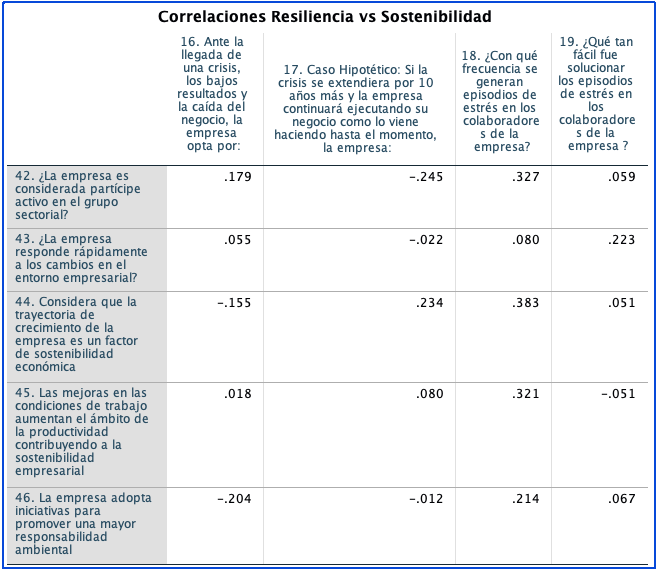 Correlaciones Resiliencia vs Sostenibilidad
16. Ante la
llegada de
una crisis,
los bajos
resultados y
la caída del
negocio, la
empresa
opta por:
17. Caso Hipotético: Si la
crisis se extendiera por 10
años más y la empresa
continuará ejecutando su
negocio como lo viene
haciendo hasta el momento,
la empresa:
18. ¿Con qué
frecuencia se
generan
episodios de
estrés en los
colaboradore
s de la
empresa?
19. ¿Qué tan
fácil fue
solucionar
los episodios
de estrés en
los
colaboradore
s de la
empresa ?
42. ¿La empresa es
considerada partícipe
activo en el grupo
sectorial?
.179 -.245 .327 .059
43. ¿La empresa
responde rápidamente
a los cambios en el
entorno empresarial?
.055 -.022 .080 .223
44. Considera que la
trayectoria de
crecimiento de la
empresa es un factor
de sostenibilidad
económica
-.155 .234 .383 .051
45. Las mejoras en las
condiciones de trabajo
aumentan el ámbito de
la productividad
contribuyendo a la
sostenibilidad
empresarial
.018 .080 .321 -.051
46. La empresa adopta
iniciativas para
promover una mayor
responsabilidad
ambiental
-.204 -.012 .214 .067